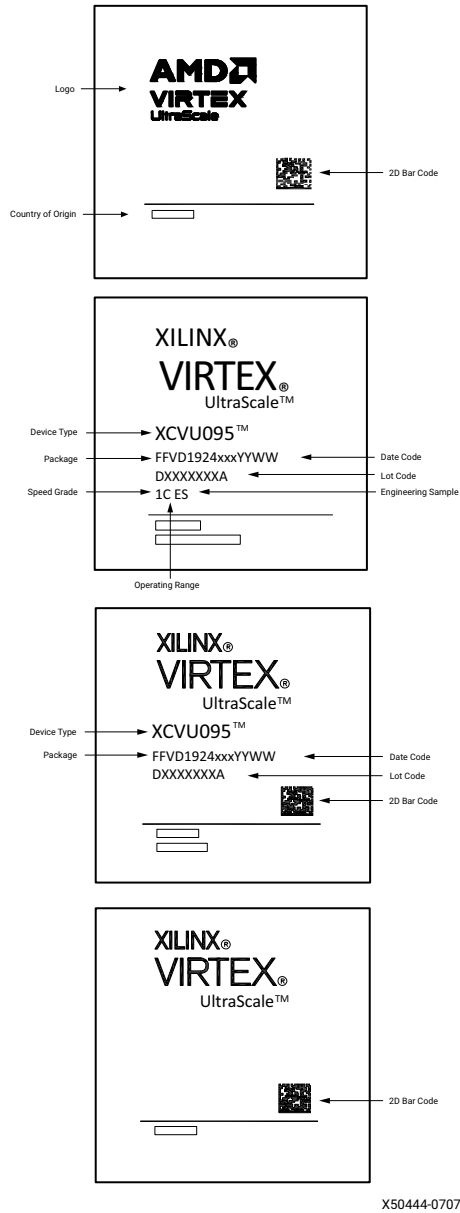 AMD
VIRTEX
UltraScale
Logo
2D Bar Code
Country of Origin
XILINX®
VIRTEX®
UltraScale™
Device Type
XCVU095™
Package
FFVD1924xxxYYWW
Date Code
DXXXXXXXA
Lot Code
Speed Grade
1C ES
Engineering Sample
Operating Range
XILINX®
VIRTEX®
UltraScale™
Device Type
XCVU095™
Package
FFVD1924xxxYYWW
Date Code
DXXXXXXXA
Lot Code
2D Bar Code
XILINX®
VIRTEX®
UltraScale™
2D Bar Code
X50444-0707